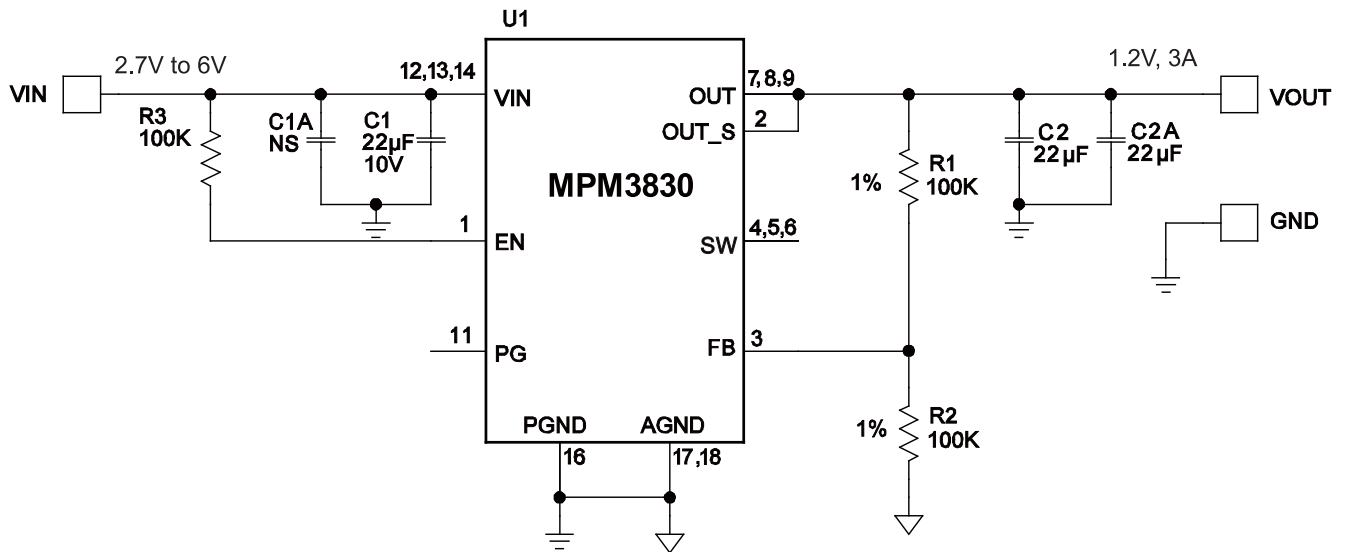 U1
2.7V to 6V
1.2V, 3A
VIN
12,13,14
VIN
OUT
7,8,9
VOUT
R3
100K
C1A
NS
C1
22µF
10V
OUT_S
2
C2
22µF
C2A
22µF
MPM3830
1%
R1
100K
1
EN
SW
4,5,6
GND
11
PG
FB
3
PGND
AGND
1%
R2
100K
16
17,18